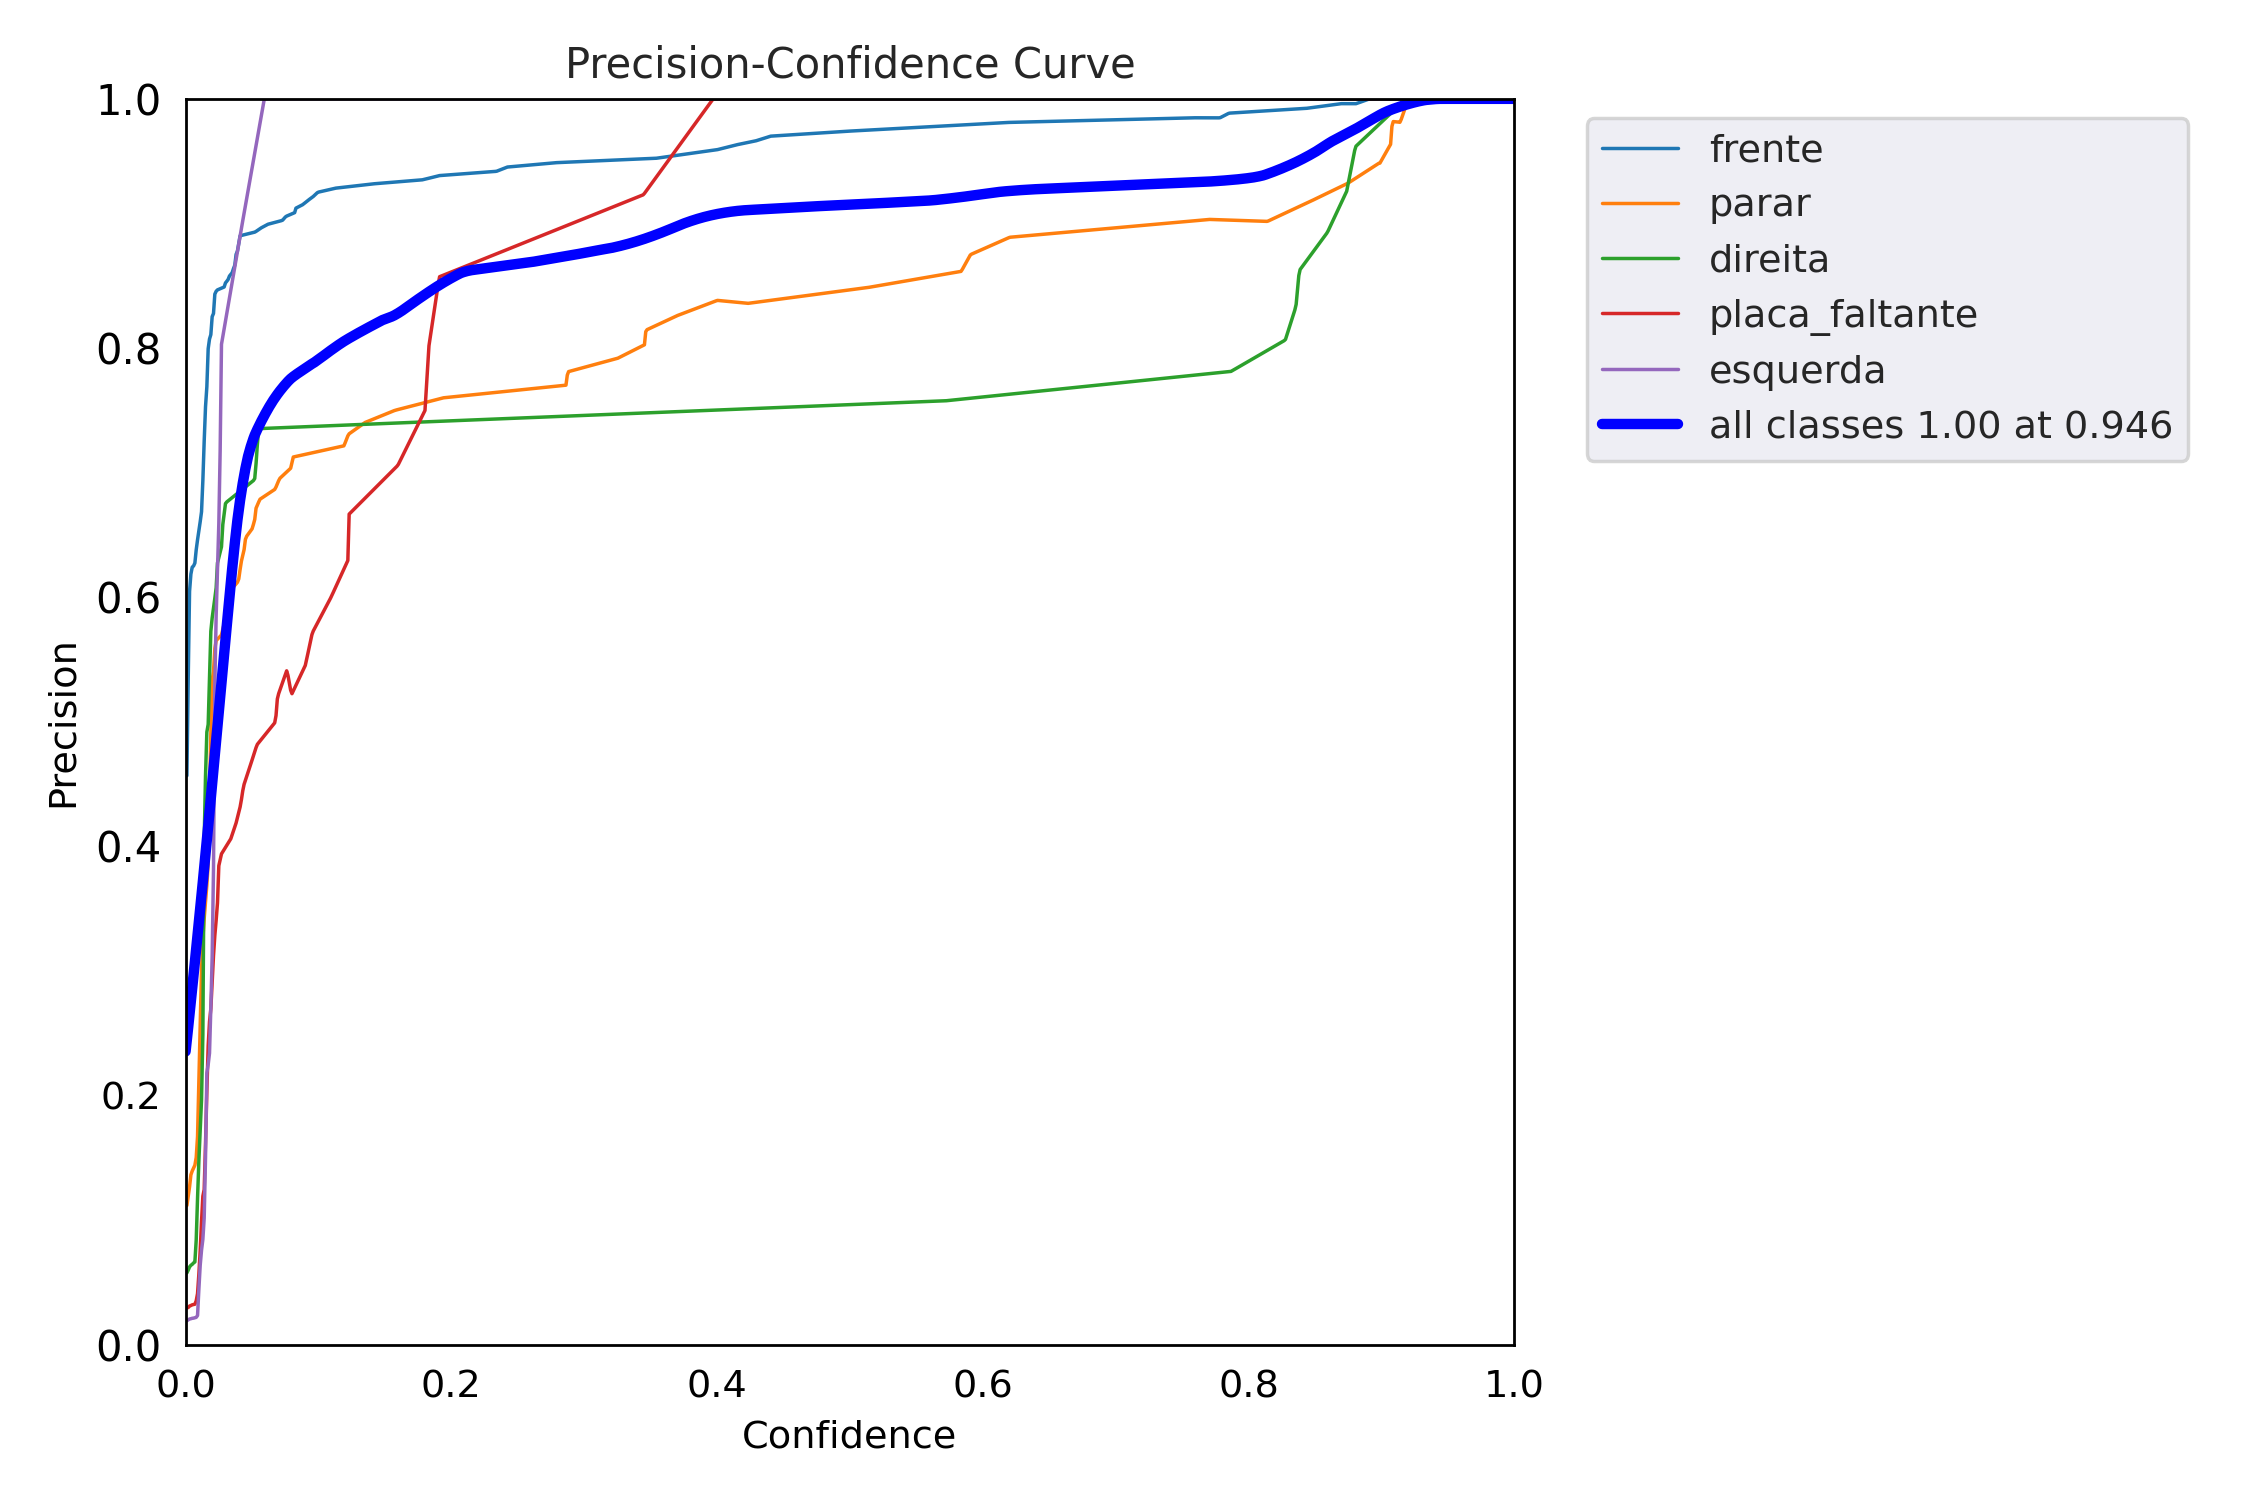 Precision-Confidence Curve
1.0
0.8
0.6
0.4
0.2
0.0
Precision
0.0 0.2 0.4 0.6 0.8 1.0
Confidence
frente
parar
direita
placa_faltante
esquerda
all classes 1.00 at 0.946